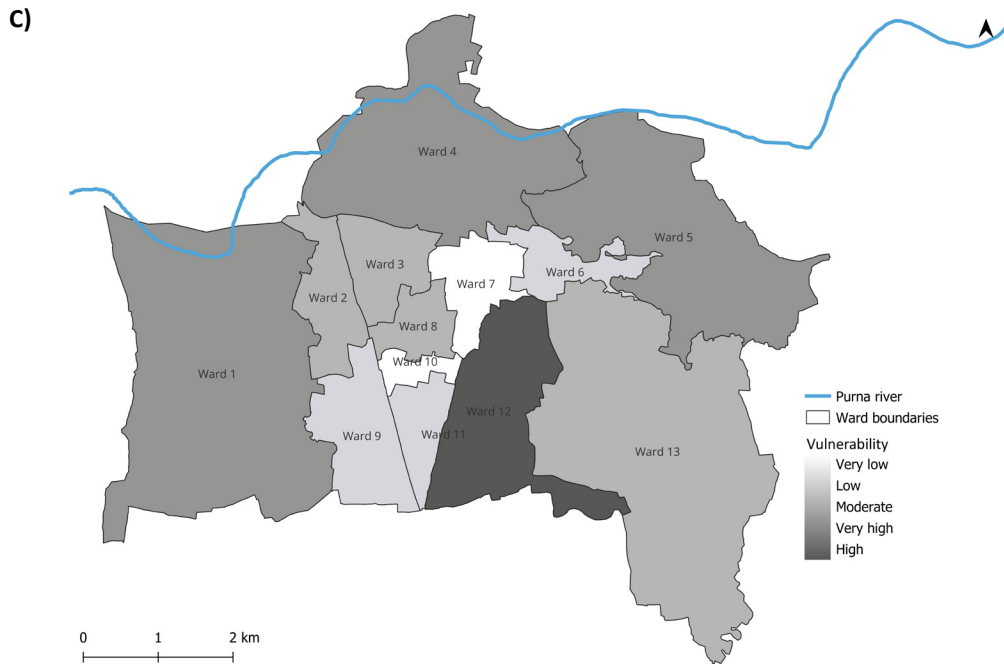 C)
Ward 4
Ward 5
Ward 3
Ward 6
Ward 7
Ward 2
Ward 8
Ward 10
Ward 1
Ward 12
Ward 9
Ward 11
Ward 13
Purna river
Ward boundaries
Vulnerability
Very low
Low
Moderate
Very high
High
0 1 2 km